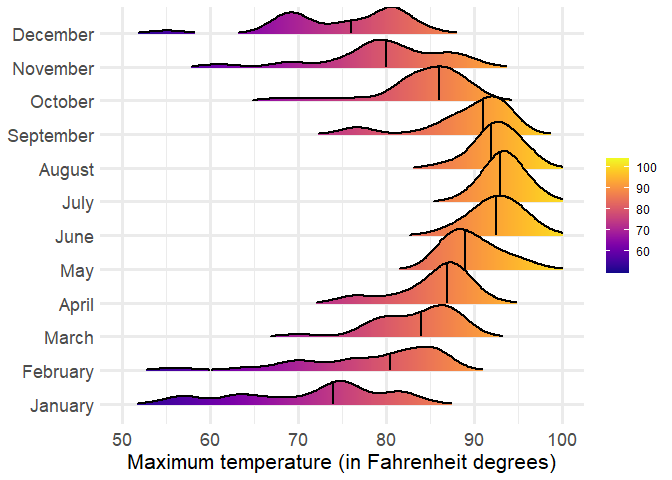 December
November
October
September
August
July
June
May
April
March
February
January
100
90
80
70
60
50 60 70 80 90 100
Maximum temperature (in Fahrenheit degrees)